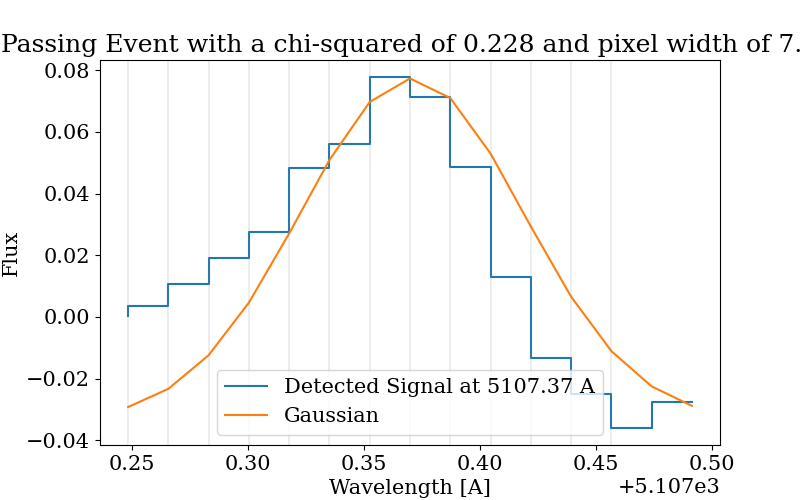 Passing Event with a chi-squared of 0.228 and pixel width of 7.
0.08
0.06
0.04
0.02
0.00
−0.02
−0.04
Flux
Detected Signal at 5107.37 A
Gaussian
0.25 0.30 0.35 0.40 0.45 0.50
Wavelength [A]
+5.107e3